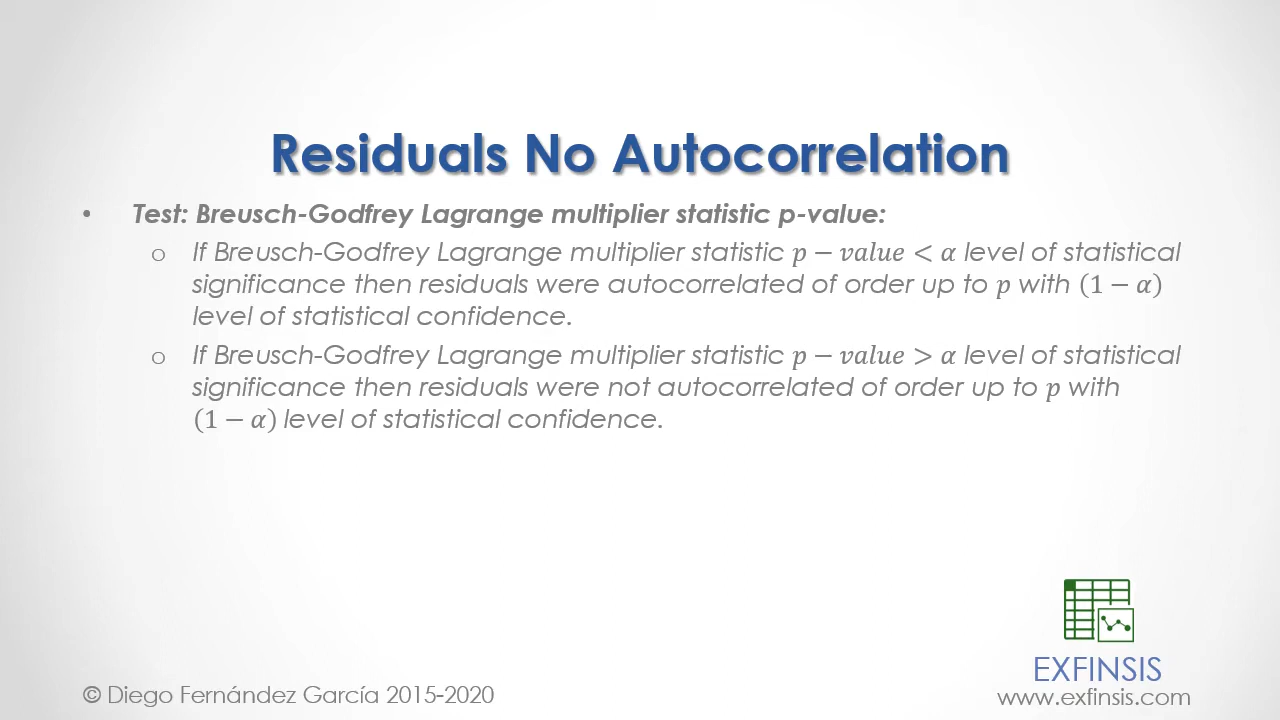 Residuals No Autocorrelation
• Test: Breusch-Godfrey Lagrange multiplier statistic p-value:
o If Breusch-Godfrey Lagrange multiplier statistic 𝑝 − 𝑣𝑎𝑙𝑢𝑒 < 𝛼 level of statistical
significance then residuals were autocorrelated of order up to 𝑝 with (1 − 𝛼)
level of statistical confidence.
o If Breusch-Godfrey Lagrange multiplier statistic 𝑝 − 𝑣𝑎𝑙𝑢𝑒 > 𝛼 level of statistical
significance then residuals were not autocorrelated of order up to 𝑝 with
(1 − 𝛼) level of statistical confidence.
EXFINSIS
© Diego Fernández García 2015-2020
www.exfinsis.com